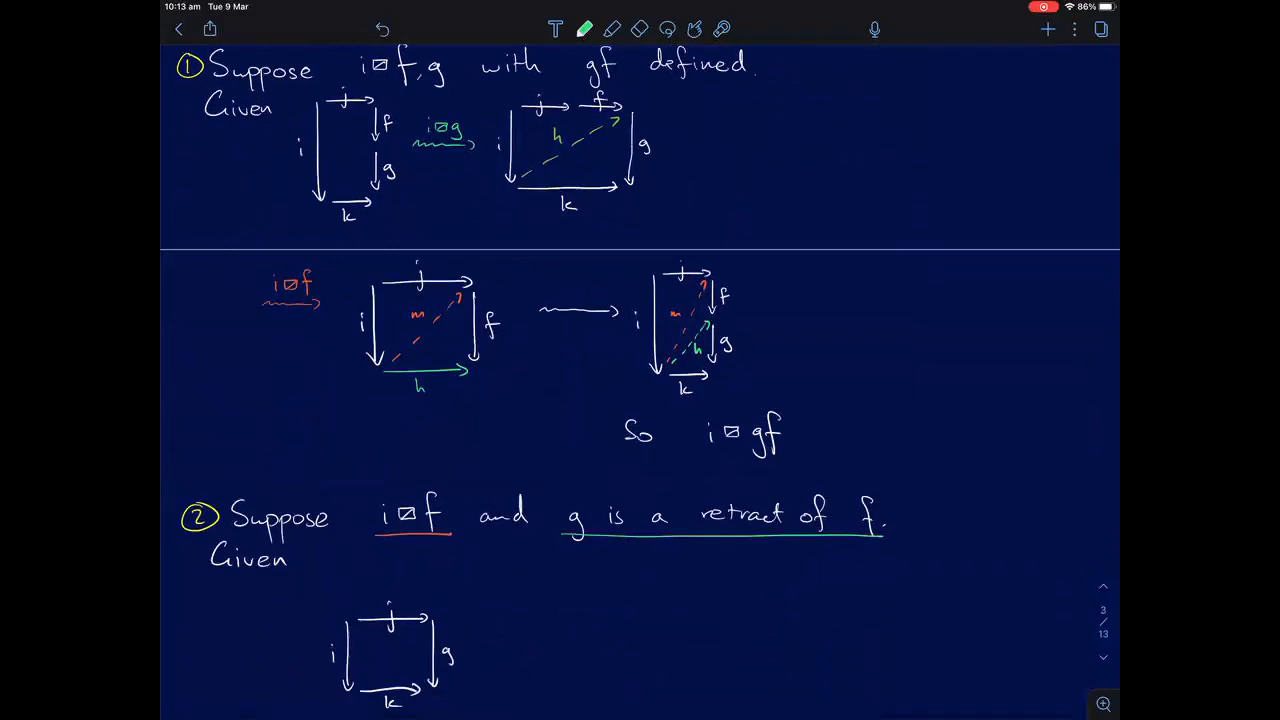 10:13 am Tue 9 Mar 86%
① Suppose i⧄f, g with gf defined.
Given
j
i
f
g
k
i⧄g
j f
h
i
g
k
i⧄f
j
i
m
f
h
j
i
m
f
h
g
k
So i⧄gf
② Suppose i⧄f and g is a retract of f.
Given
j
i
g
k
3
/
13